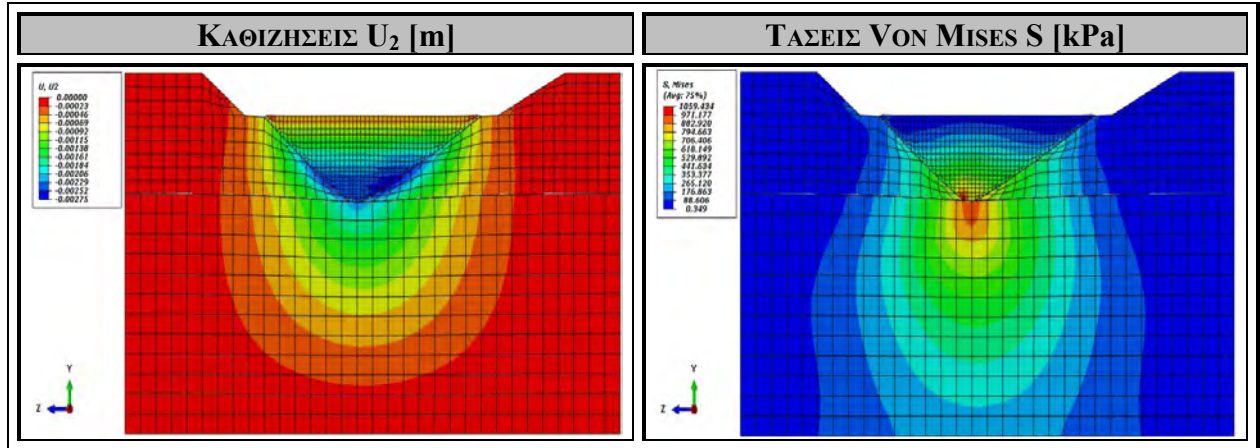 ΚΑΘΙΖΗΣΕΙΣ U2 [m]
ΤΑΣΕΙΣ VON MISES S [kPa]
U, U2
0.00000
-0.00023
-0.00046
-0.00069
-0.00092
-0.00115
-0.00138
-0.00161
-0.00184
-0.00206
-0.00229
-0.00252
-0.00275
Y
Z
S, Mises
(Avg: 75%)
1059.434
971.177
882.920
794.663
706.406
618.149
529.892
441.634
353.377
265.120
176.863
88.606
0.349
Y
Z